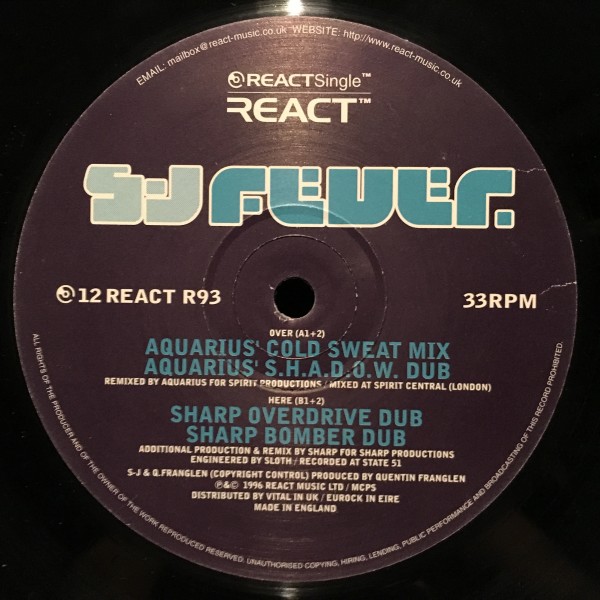 EMAIL: mailbox@react-music.co.uk WEBSITE: http://www.react-music.co.uk
REACTSingle™
REACT™
S-J FEVER.
12 REACT R93
33RPM
OVER (A1+2)
AQUARIUS' COLD SWEAT MIX
AQUARIUS' S.H.A.D.O.W. DUB
REMIXED BY AQUARIUS FOR SPIRIT PRODUCTIONS / MIXED AT SPIRIT CENTRAL (LONDON)
HERE (B1+2)
SHARP OVERDRIVE DUB
SHARP BOMBER DUB
ADDITIONAL PRODUCTION & REMIX BY SHARP FOR SHARP PRODUCTIONS
ENGINEERED BY SLOTH / RECORDED AT STATE 51
S-J & Q.FRANGLEN (COPYRIGHT CONTROL) PRODUCED BY QUENTIN FRANGLEN
℗&© 1996 REACT MUSIC LTD / MCPS
DISTRIBUTED BY VITAL IN UK / EUROCK IN EIRE
MADE IN ENGLAND
ALL RIGHTS OF THE PRODUCER AND OF THE OWNER OF THE WORK REPRODUCED RESERVED. UNAUTHORISED COPYING, HIRING, LENDING, PUBLIC PERFORMANCE AND BROADCASTING OF THIS RECORD PROHIBITED.